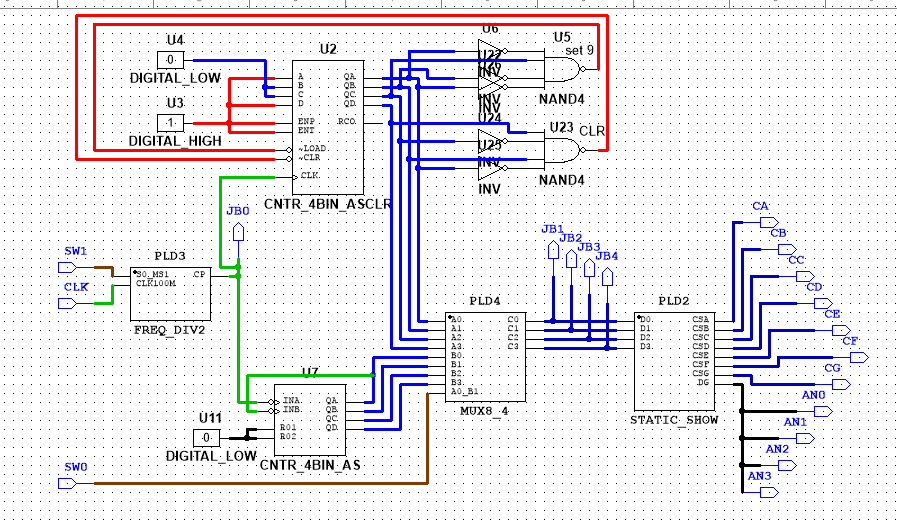 U4
0
DIGITAL_LOW
U3
1
DIGITAL_HIGH
U2
A
B
C
D
ENP
ENT
~LOAD
~CLR
CLK
QA
QB
QC
QD
RCO
CNTR_4BIN_ASCLR
U6
INV
INV
U24
U25
INV
INV
U5
set 9
NAND4
U23
CLR
NAND4
JB0
SW1
CLK
PLD3
S0_MS1
CLK100M
CP
FREQ_DIV2
U7
INA
INB
R01
R02
QA
QB
QC
QD
CNTR_4BIN_AS
U11
0
DIGITAL_LOW
SW0
PLD4
A0
A1
A2
A3
B0
B1
B2
B3
A0_B1
C0
C1
C2
C3
MUX8_4
JB1
JB2
JB3
JB4
PLD2
D0
D1
D2
D3
CSA
CSB
CSC
CSD
CSE
CSF
CSG
DG
STATIC_SHOW
CA
CB
CC
CD
CE
CF
CG
AN0
AN1
AN2
AN3